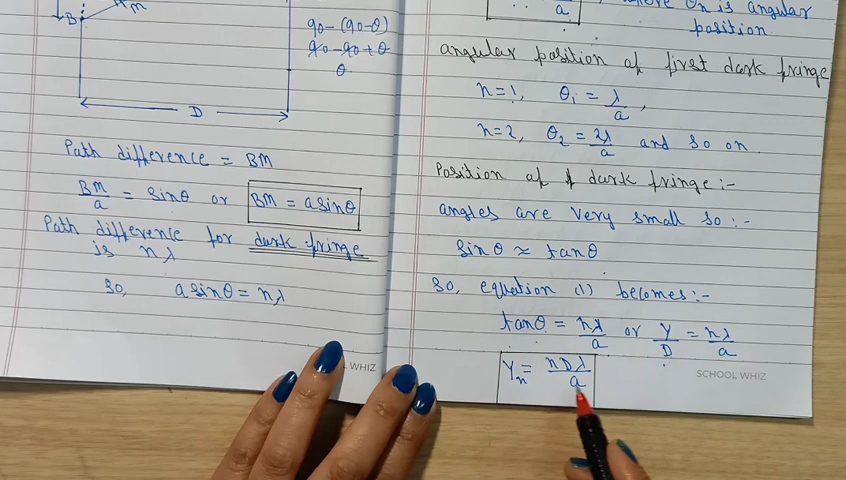 B
M
90-(90-θ)
90-90+θ
θ
D
Path difference = BM
BM/a = sinθ or BM = a sinθ
Path difference for dark fringe
is nλ
so, a sinθ = nλ
WHIZ
a
, where θn is angular
position
angular position of first dark fringe
n=1, θ1 = λ/a,
n=2, θ2 = 2λ/a and so on.
Position of dark fringe:-
angles are very small so:-
sinθ ≈ tanθ
so, equation (1) becomes:-
tanθ = nλ/a or Y/D = nλ/a
Yn = nDλ/a
SCHOOL WHIZ